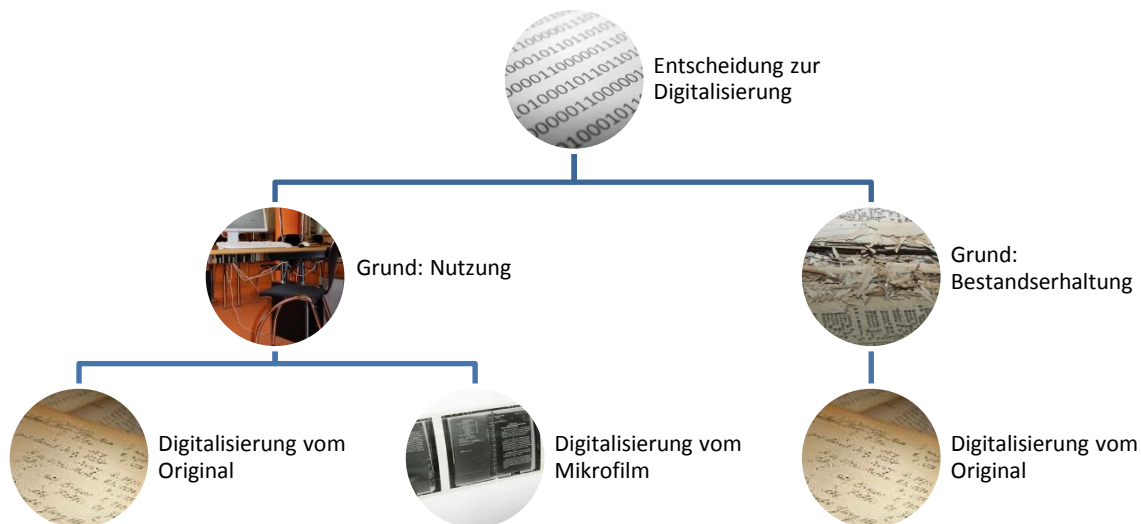 Entscheidung zur
Digitalisierung
Grund: Nutzung
Grund:
Bestandserhaltung
Digitalisierung vom
Original
Digitalisierung vom
Mikrofilm
Digitalisierung vom
Original